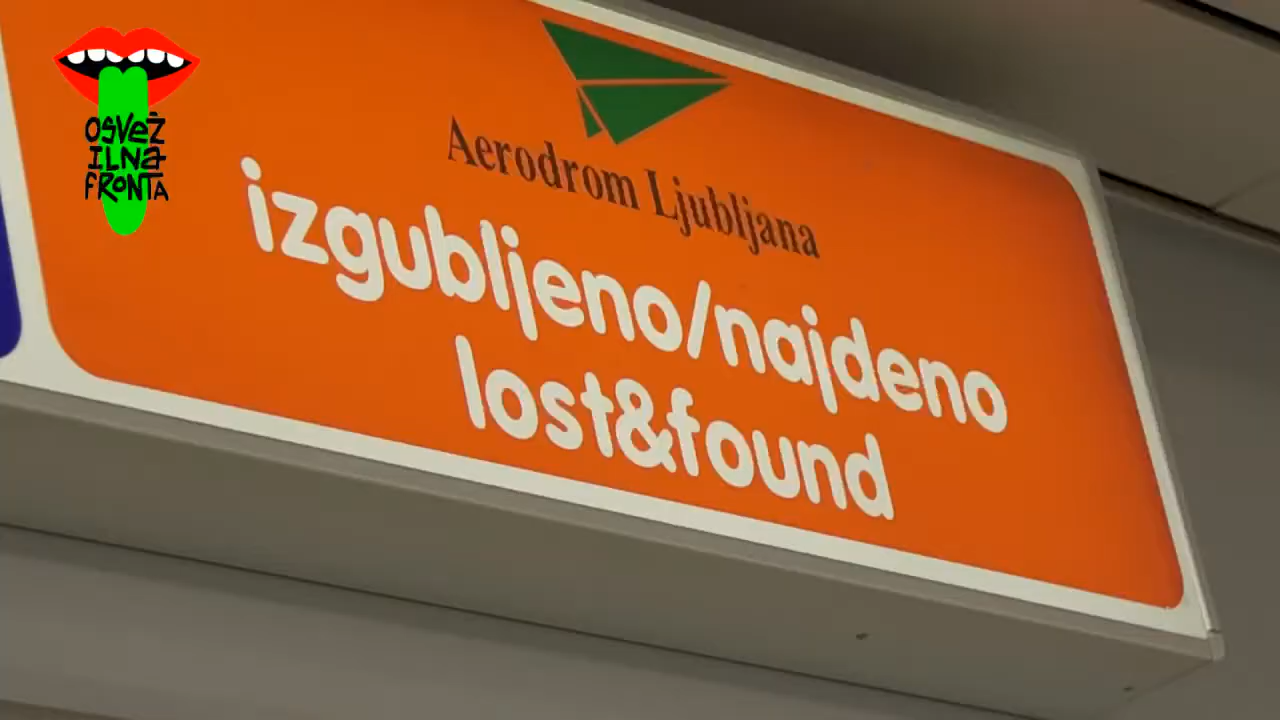 OSVEŽ
ILNA
FRONTA
Aerodrom Ljubljana
izgubljeno/najdeno
lost&found